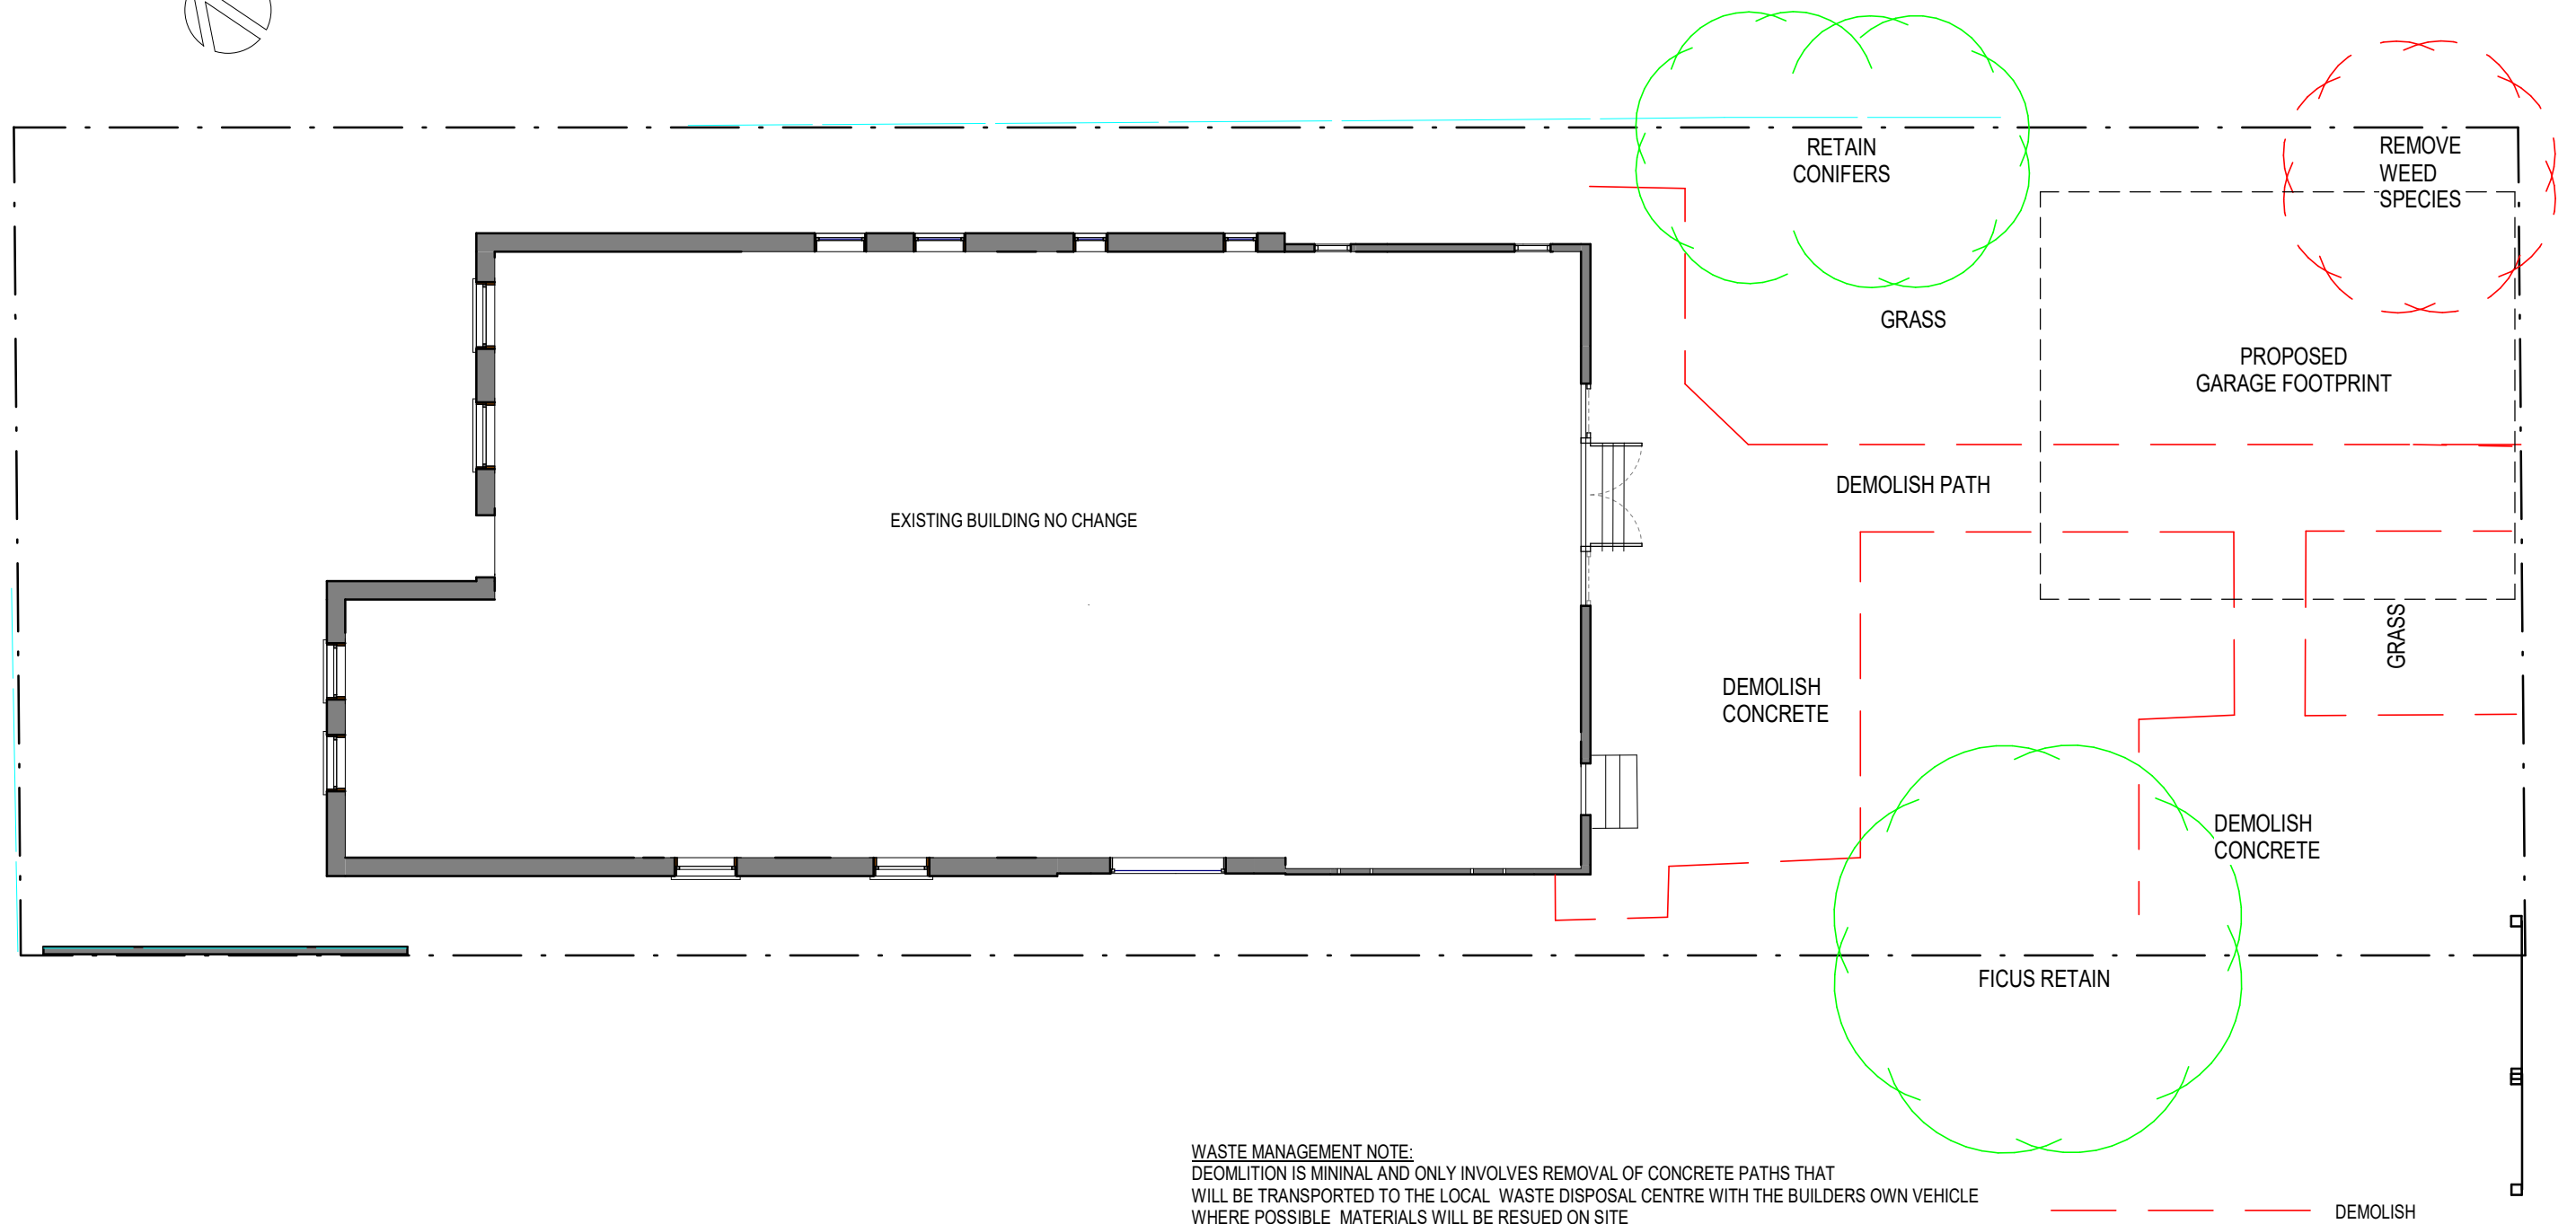 RETAIN
CONIFERS
REMOVE
WEED
SPECIES
GRASS
PROPOSED
GARAGE FOOTPRINT
DEMOLISH PATH
EXISTING BUILDING NO CHANGE
GRASS
DEMOLISH
CONCRETE
DEMOLISH
CONCRETE
FICUS RETAIN
WASTE MANAGEMENT NOTE:
DEOMLITION IS MININAL AND ONLY INVOLVES REMOVAL OF CONCRETE PATHS THAT
WILL BE TRANSPORTED TO THE LOCAL WASTE DISPOSAL CENTRE WITH THE BUILDERS OWN VEHICLE
WHERE POSSIBLE MATERIALS WILL BE RESUED ON SITE
DEMOLISH